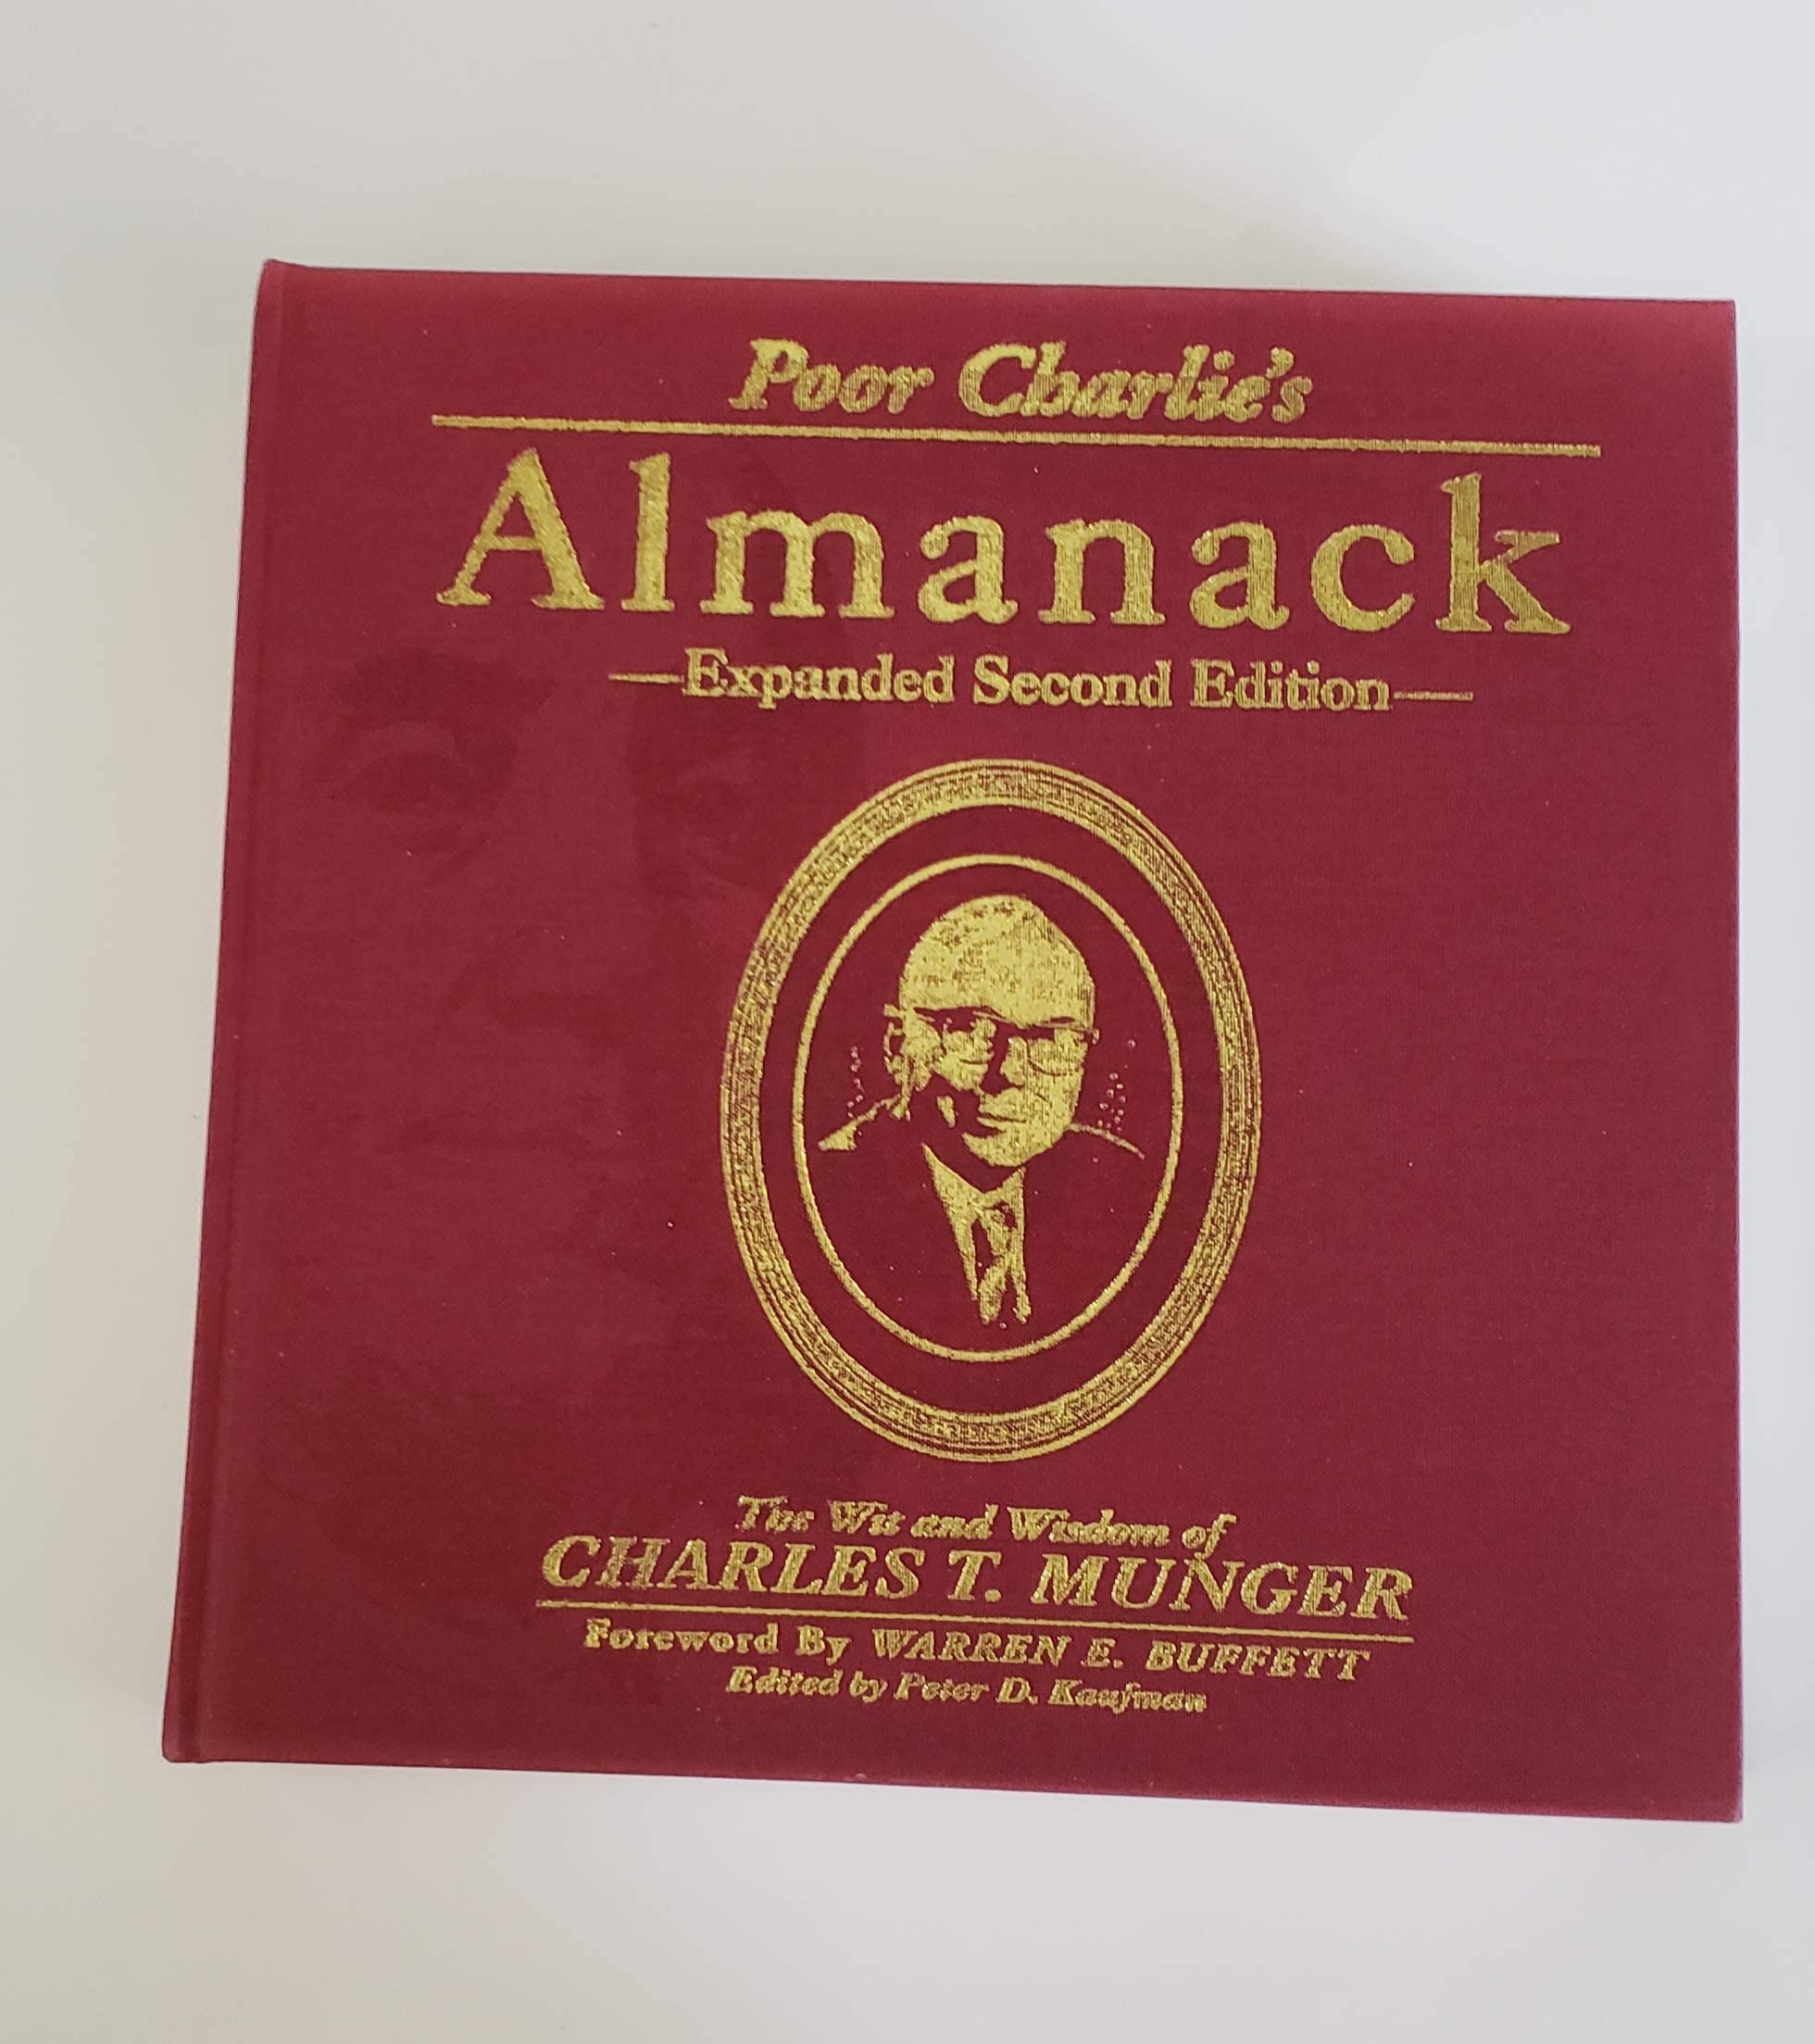 Poor Charlie's
Almanack
—Expanded Second Edition—
The Wit and Wisdom of
CHARLES T. MUNGER
Foreword By WARREN E. BUFFETT
Edited by Peter D. Kaufman